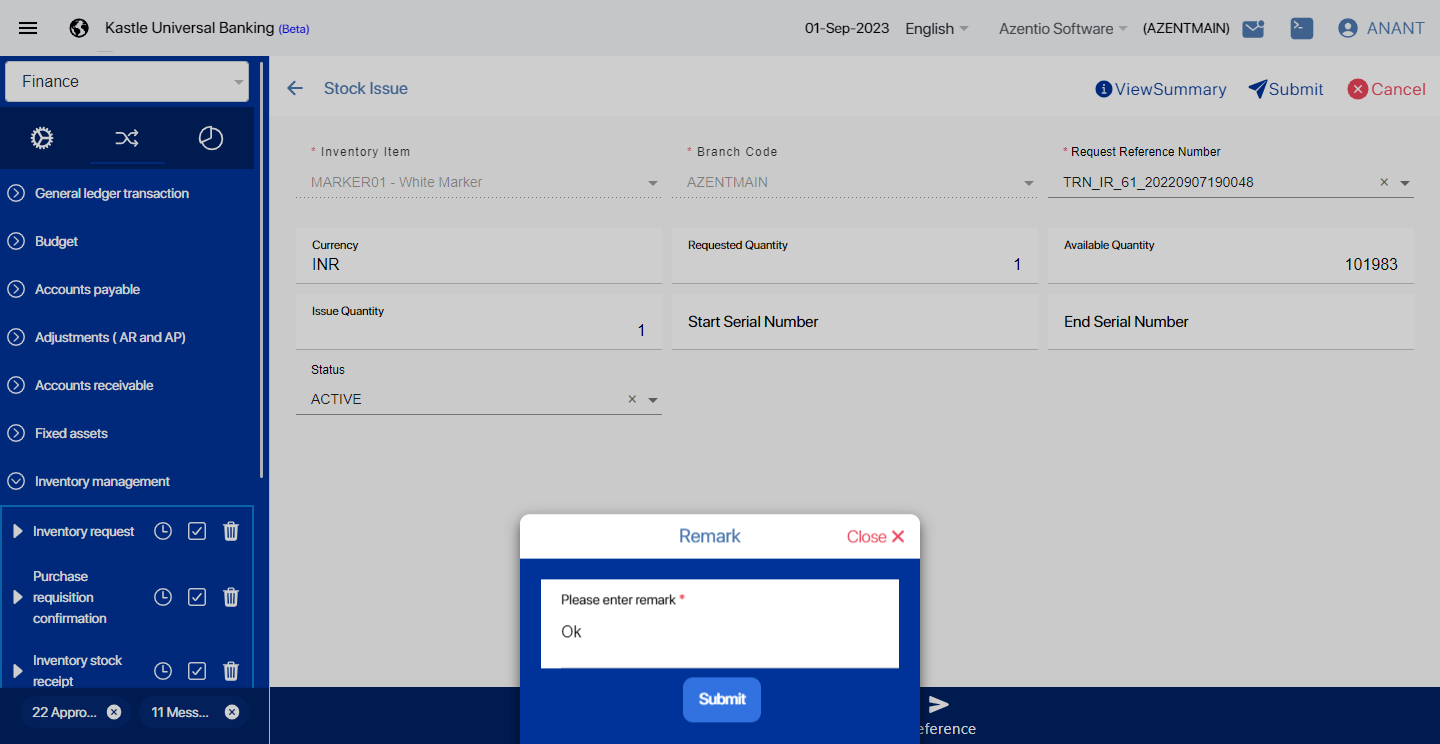 Kastle Universal Banking (Beta)
01-Sep-2023
English
Azentio Software
(AZENTMAIN)
ANANT
Finance
General ledger transaction
Budget
Accounts payable
Adjustments ( AR and AP)
Accounts receivable
Fixed assets
Inventory management
Inventory request
Purchase
requisition
confirmation
Inventory stock
receipt
22 Appro...
11 Mess...
Stock Issue
ViewSummary
Submit
Cancel
* Inventory Item
MARKER01 - White Marker
* Branch Code
AZENTMAIN
* Request Reference Number
TRN_IR_61_20220907190048
Currency
INR
Requested Quantity
1
Available Quantity
101983
Issue Quantity
1
Start Serial Number
End Serial Number
Status
ACTIVE
Remark
Close
Please enter remark *
Ok
Submit
eference